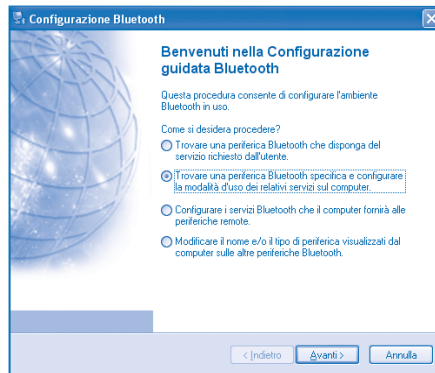 Configurazione Bluetooth
Benvenuti nella Configurazione
guidata Bluetooth
Questa procedura consente di configurare l'ambiente
Bluetooth in uso.
Come si desidera procedere?
Trovare una periferica Bluetooth che disponga del
servizio richiesto dall'utente.
Trovare una periferica Bluetooth specifica e configurare
la modalità d'uso dei relativi servizi sul computer.
Configurare i servizi Bluetooth che il computer fornirà alle
periferiche remote.
Modificare il nome e/o il tipo di periferica visualizzati dal
computer sulle altre periferiche Bluetooth.
< Indietro Avanti > Annulla